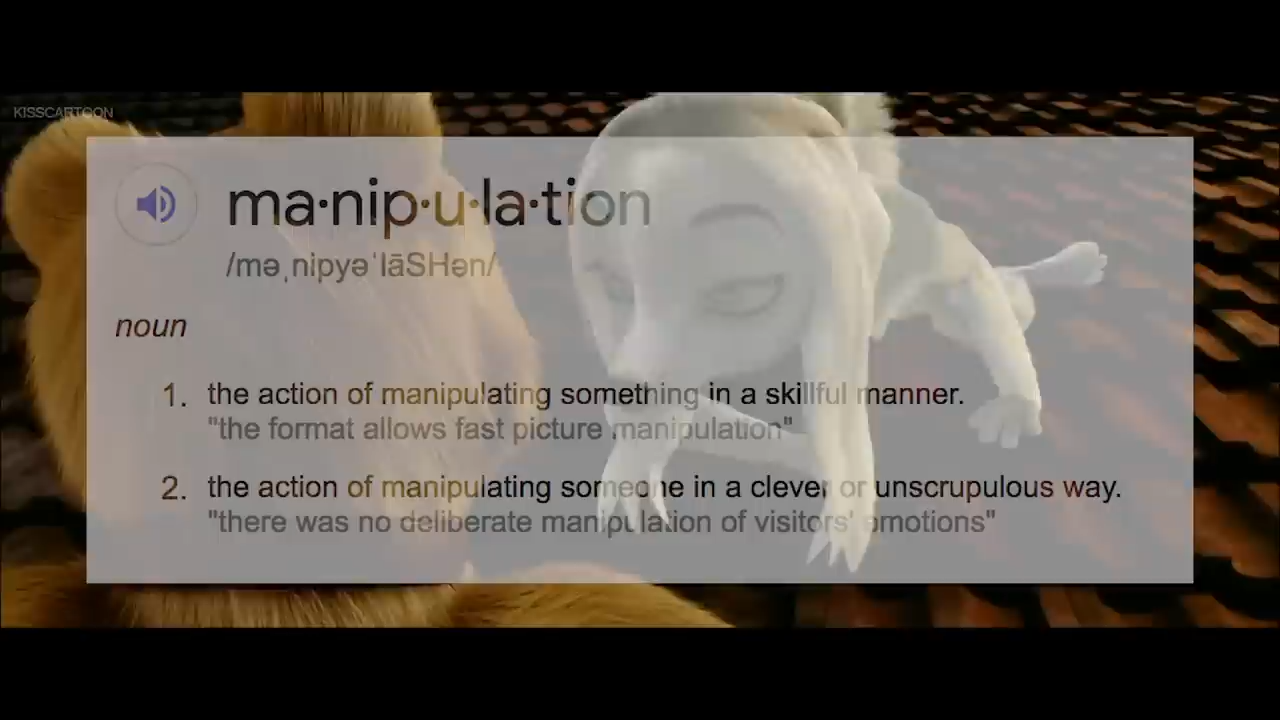 KISSCARTOON
ma·nip·u·la·tion
/məˌnipyəˈlāSHən/
noun
1. the action of manipulating something in a skillful manner.
"the format allows fast picture manipulation"
2. the action of manipulating someone in a clever or unscrupulous way.
"there was no deliberate manipulation of visitors' emotions"